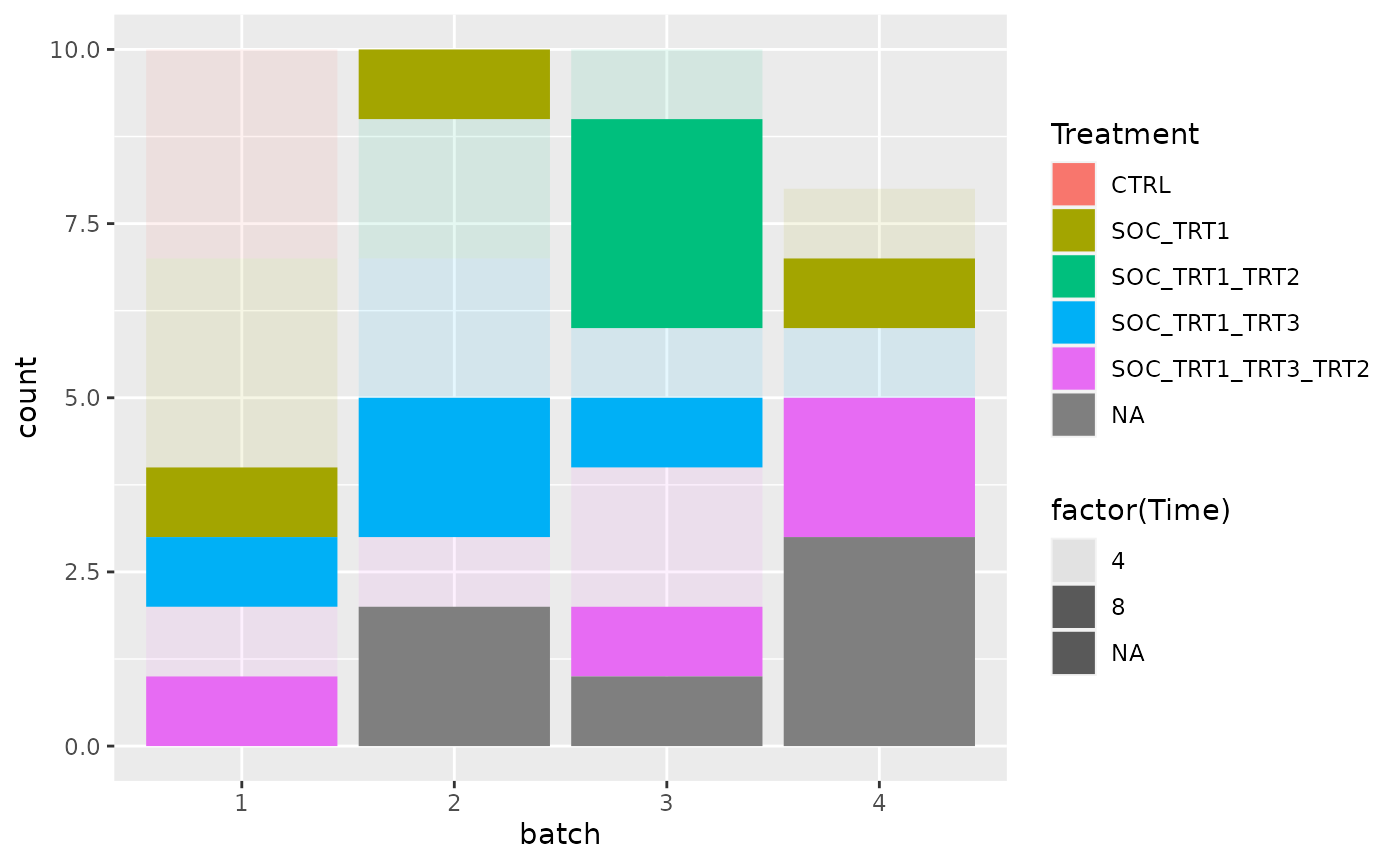 10.0
7.5
5.0
2.5
0.0
count
1 2 3 4
batch
Treatment
CTRL
SOC_TRT1
SOC_TRT1_TRT2
SOC_TRT1_TRT3
SOC_TRT1_TRT3_TRT2
NA
factor(Time)
4
8
NA